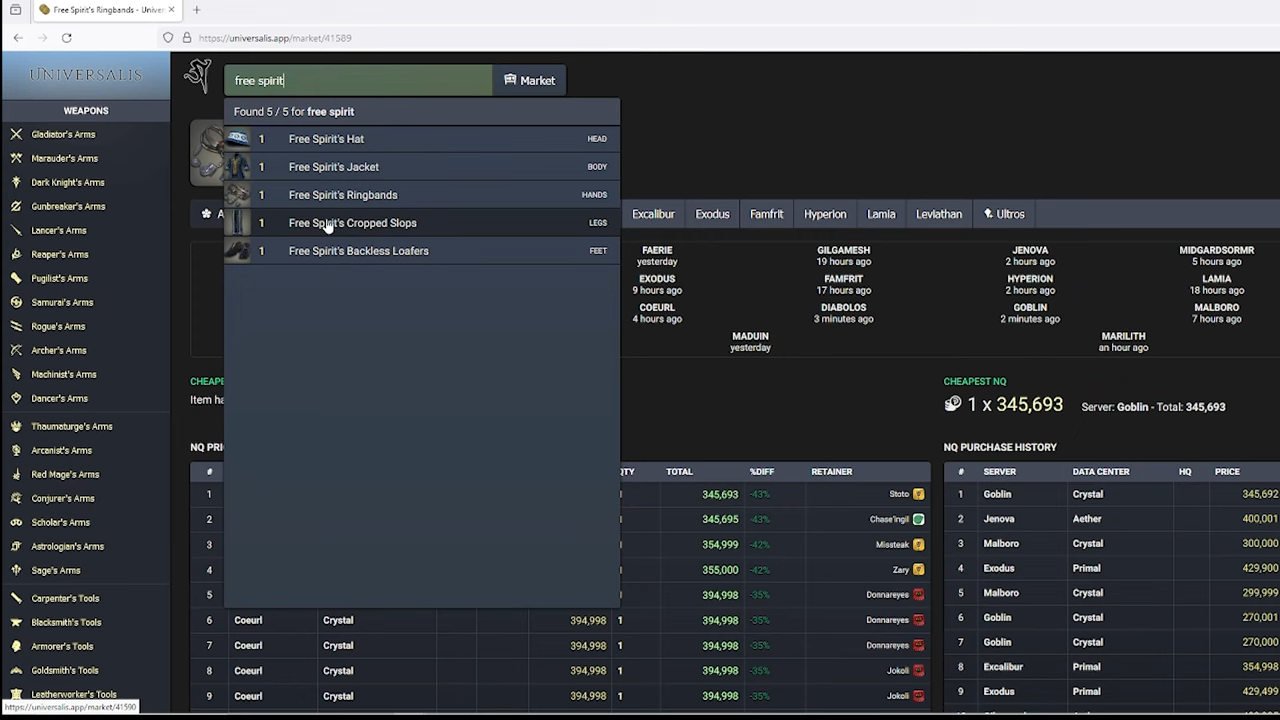 Free Spirit's Ringbands - Univer
https://universalis.app/market/41589
UNIVERSALIS
free spirit
Market
WEAPONS
Found 5 / 5 for free spirit
Gladiator's Arms
1 Free Spirit's Hat HEAD
Marauder's Arms
1 Free Spirit's Jacket BODY
Dark Knight's Arms
1 Free Spirit's Ringbands HANDS
Gunbreaker's Arms
1 Free Spirit's Cropped Slops LEGS
Excalibur Exodus Famfrit Hyperion Lamia Leviathan Ultros
Lancer's Arms
1 Free Spirit's Backless Loafers FEET
Reaper's Arms
FAERIE GILGAMESH JENOVA MIDGARDSORMR
yesterday 19 hours ago 2 hours ago 5 hours ago
Pugilist's Arms
EXODUS FAMFRIT HYPERION LAMIA
9 hours ago 17 hours ago 2 hours ago 18 hours ago
Samurai's Arms
COEURL DIABOLOS GOBLIN MALBORO
4 hours ago 3 minutes ago 2 minutes ago 7 hours ago
Rogue's Arms
MADUIN MARILITH
yesterday an hour ago
Archer's Arms
Machinist's Arms
CHEAPE CHEAPEST NQ
Dancer's Arms
Item ha 1 x 345,693 Server: Goblin - Total: 345,693
Thaumaturge's Arms
Arcanist's Arms
NQ PRI NQ PURCHASE HISTORY
Red Mage's Arms
# QTY TOTAL %DIFF RETAINER # SERVER DATA CENTER HQ PRICE
Conjurer's Arms
1 345,693 -43% Stoto 1 Goblin Crystal 345,692
Scholar's Arms
2 345,695 -43% Chase'ingil 2 Jenova Aether 400,001
Astrologian's Arms
3 354,999 -42% Missteak 3 Malboro Crystal 300,000
Sage's Arms
4 355,000 -42% Zary 4 Exodus Primal 429,900
Carpenter's Tools
5 394,998 -35% Donnareyes 5 Malboro Crystal 299,999
Blacksmith's Tools
6 Coeurl Crystal 394,998 1 394,998 -35% Donnareyes 6 Goblin Crystal 270,001
Armorer's Tools
7 Coeurl Crystal 394,998 1 394,998 -35% Donnareyes 7 Goblin Crystal 270,000
Goldsmith's Tools
8 Coeurl Crystal 394,998 1 394,998 -35% Jokoli 8 Excalibur Primal 354,998
Leatherworker's Tools
9 Coeurl Crystal 394,998 1 394,998 -35% Jokoli 9 Exodus Primal 429,499
https://universalis.app/market/41590